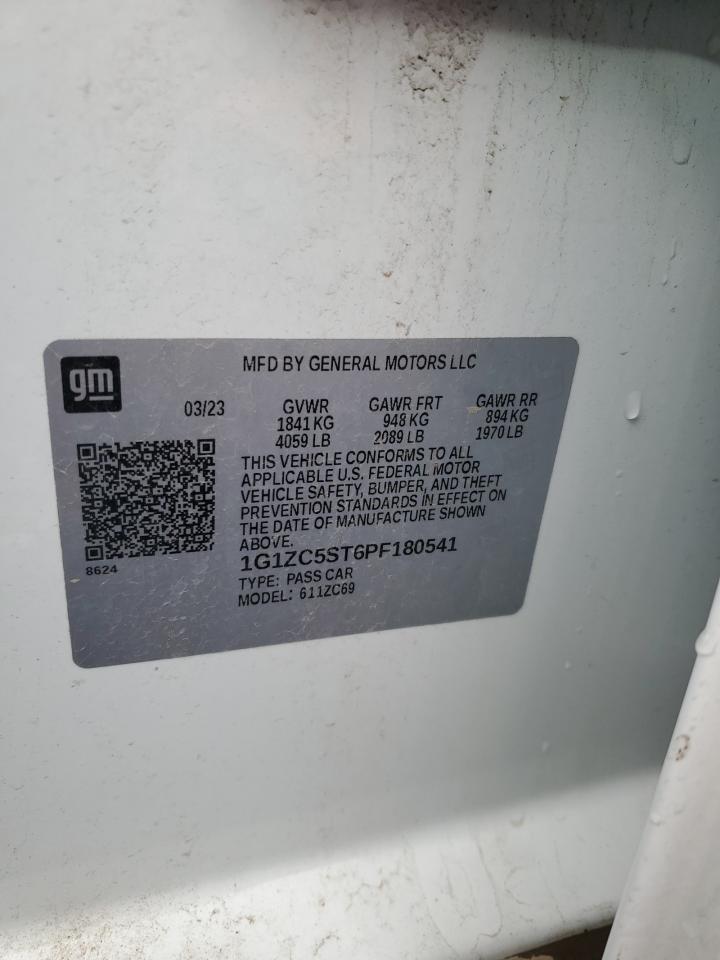 gm
MFD BY GENERAL MOTORS LLC
03/23 GVWR GAWR FRT GAWR RR
1841 KG 948 KG 894 KG
4059 LB 2089 LB 1970 LB
THIS VEHICLE CONFORMS TO ALL
APPLICABLE U.S. FEDERAL MOTOR
VEHICLE SAFETY, BUMPER, AND THEFT
PREVENTION STANDARDS IN EFFECT ON
THE DATE OF MANUFACTURE SHOWN
ABOVE.
8624
1G1ZC5ST6PF180541
TYPE: PASS CAR
MODEL: 611ZC69